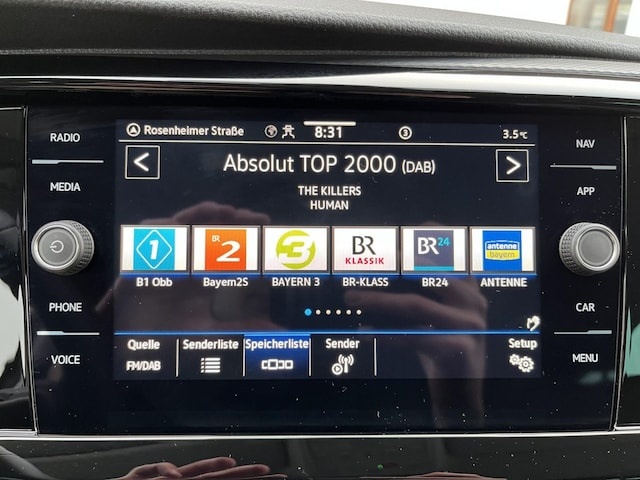 RADIO
MEDIA
PHONE
VOICE
Rosenheimer Straße
8:31
3
3.5°C
<
Absolut TOP 2000 (DAB)
>
THE KILLERS
HUMAN
1
BR 2
3
BR KLASSIK
BR24
antenne bayern
B1 Obb
Bayern2S
BAYERN 3
BR-KLASS
BR24
ANTENNE
Quelle
FM/DAB
Senderliste
Speicherliste
Sender
Setup
NAV
APP
CAR
MENU